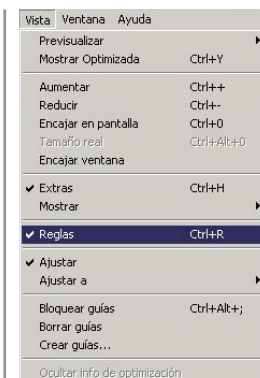 Vista Ventana Ayuda
Previsualizar
Mostrar Optimizada Ctrl+Y
Aumentar Ctrl++
Reducir Ctrl+-
Encajar en pantalla Ctrl+0
Tamaño real Ctrl+Alt+0
Encajar ventana
Extras Ctrl+H
Mostrar
Reglas Ctrl+R
Ajustar
Ajustar a
Bloquear guías Ctrl+Alt+;
Borrar guías
Crear guías...
Ocultar info de optimización